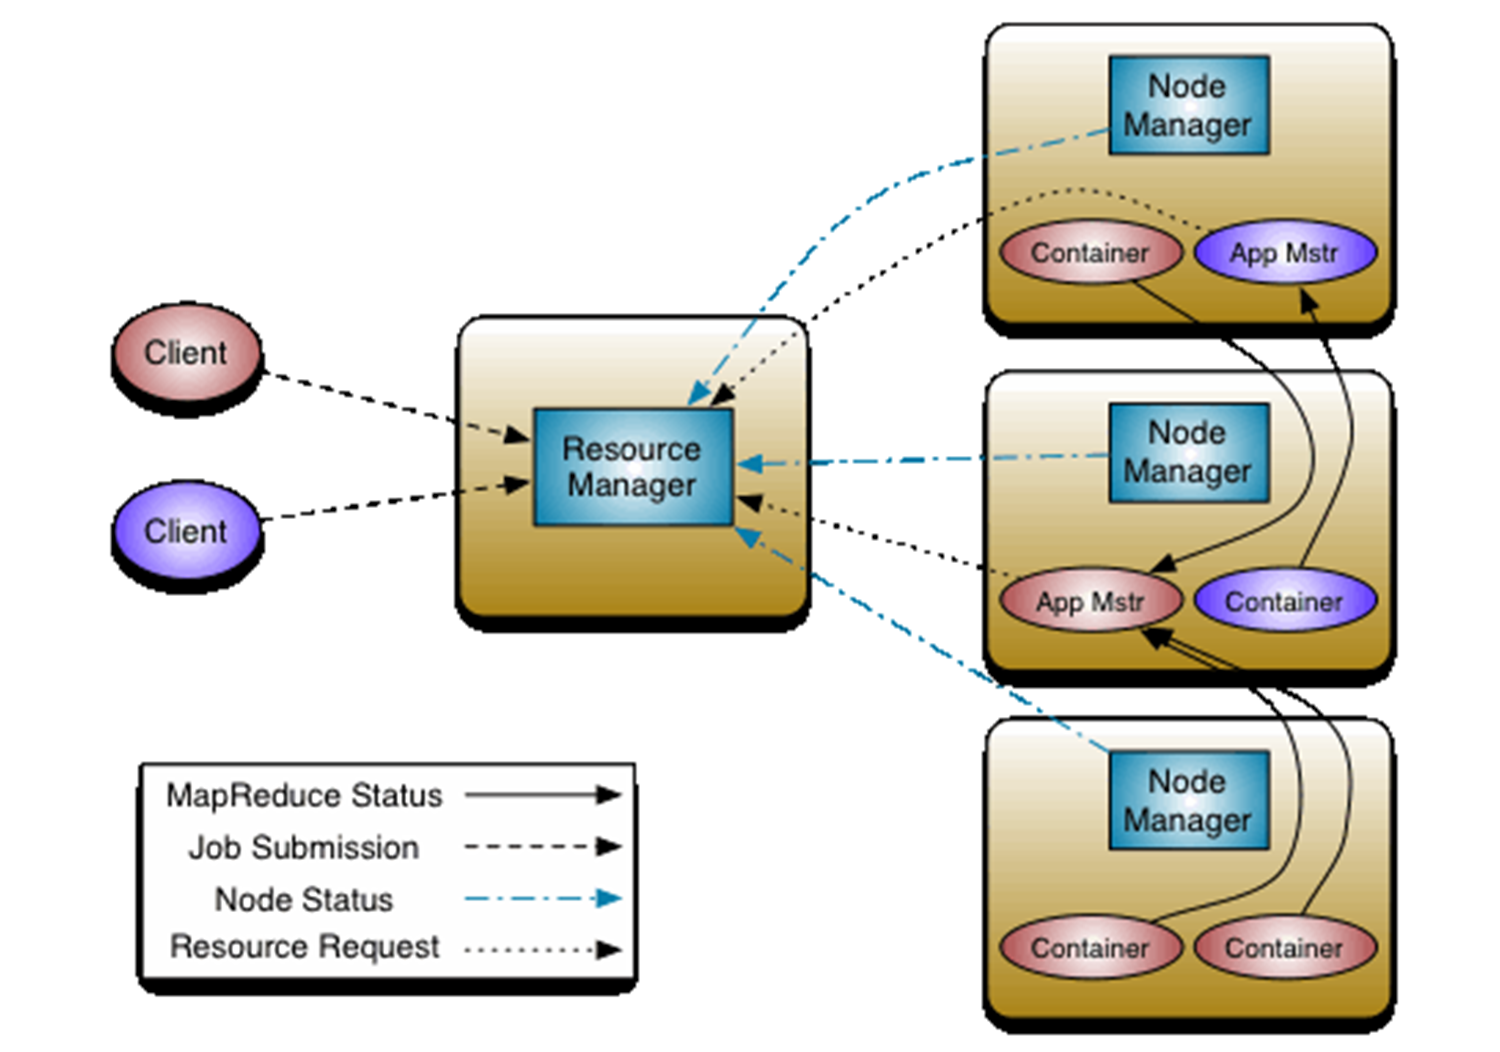 Node
Manager
Container
App Mstr
Client
Client
Resource
Manager
Node
Manager
App Mstr
Container
Node
Manager
Container
Container
MapReduce Status
Job Submission
Node Status
Resource Request